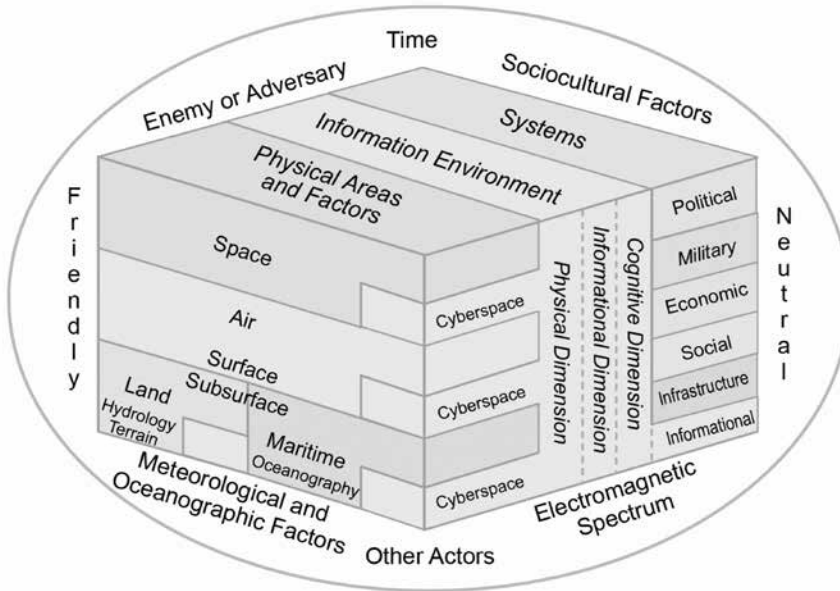 Time
Enemy or Adversary
Sociocultural Factors
Systems
Information Environment
Physical Areas
and Factors
Friendly
Neutral
Space
Air
Surface
Subsurface
Land
Hydrology
Terrain
Maritime
Oceanography
Cyberspace
Cyberspace
Cyberspace
Physical Dimension
Informational Dimension
Cognitive Dimension
Political
Military
Economic
Social
Infrastructure
Informational
Meteorological and
Oceanographic Factors
Other Actors
Electromagnetic
Spectrum